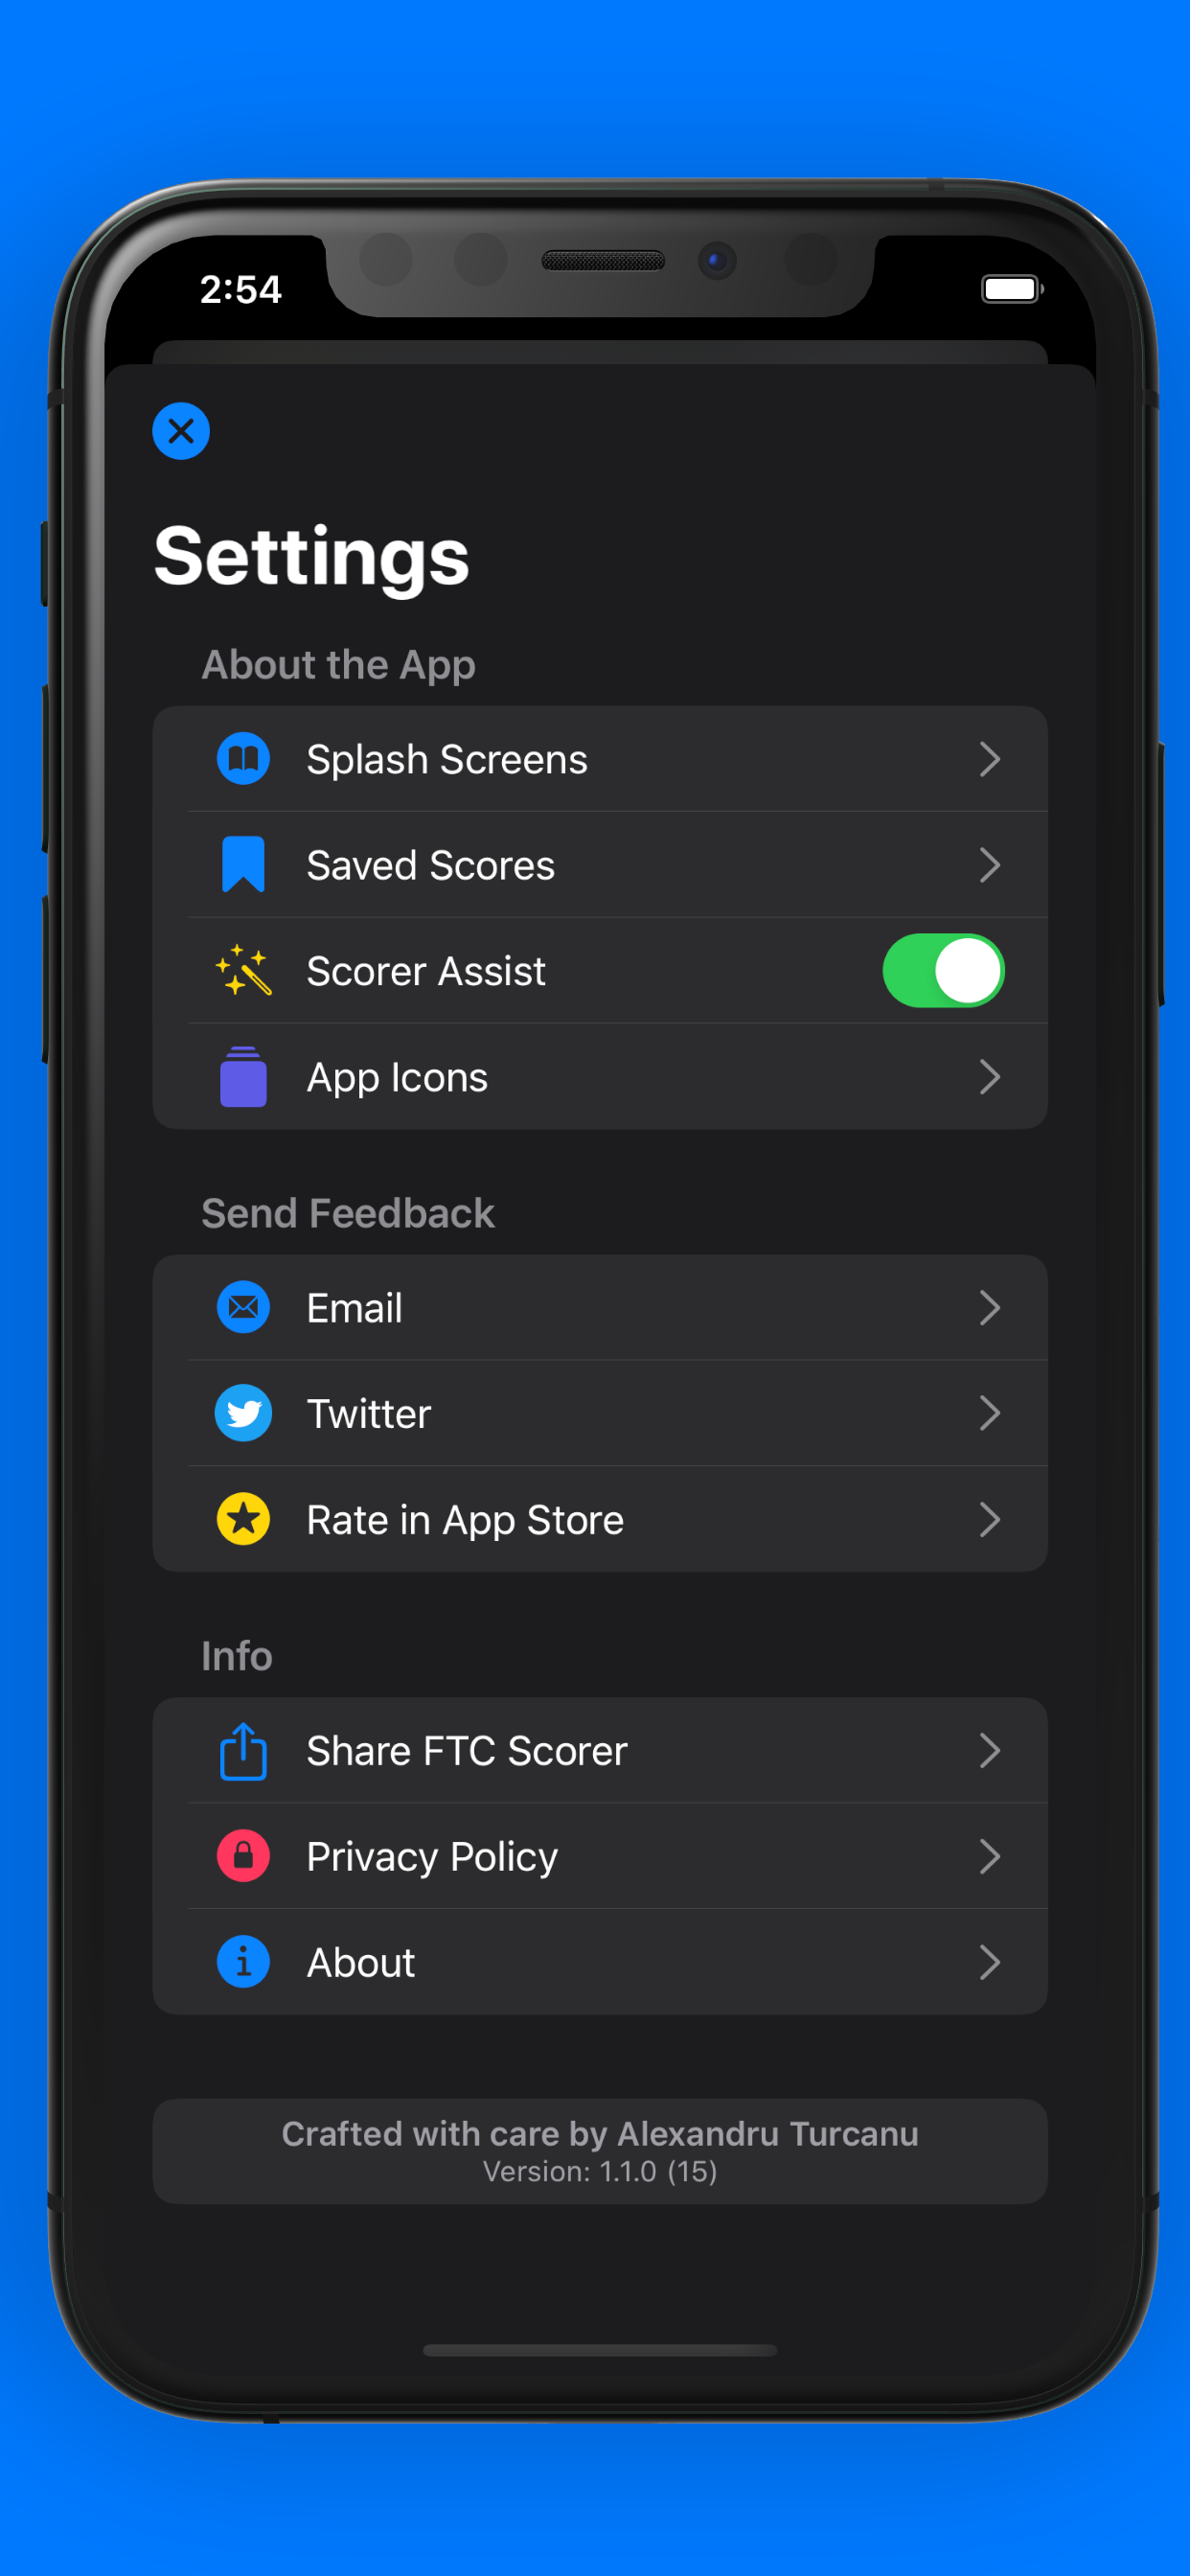 2:54
Settings
About the App
Splash Screens
Saved Scores
Scorer Assist
App Icons
Send Feedback
Email
Twitter
Rate in App Store
Info
Share FTC Scorer
Privacy Policy
About
Crafted with care by Alexandru Turcanu
Version: 1.1.0 (15)